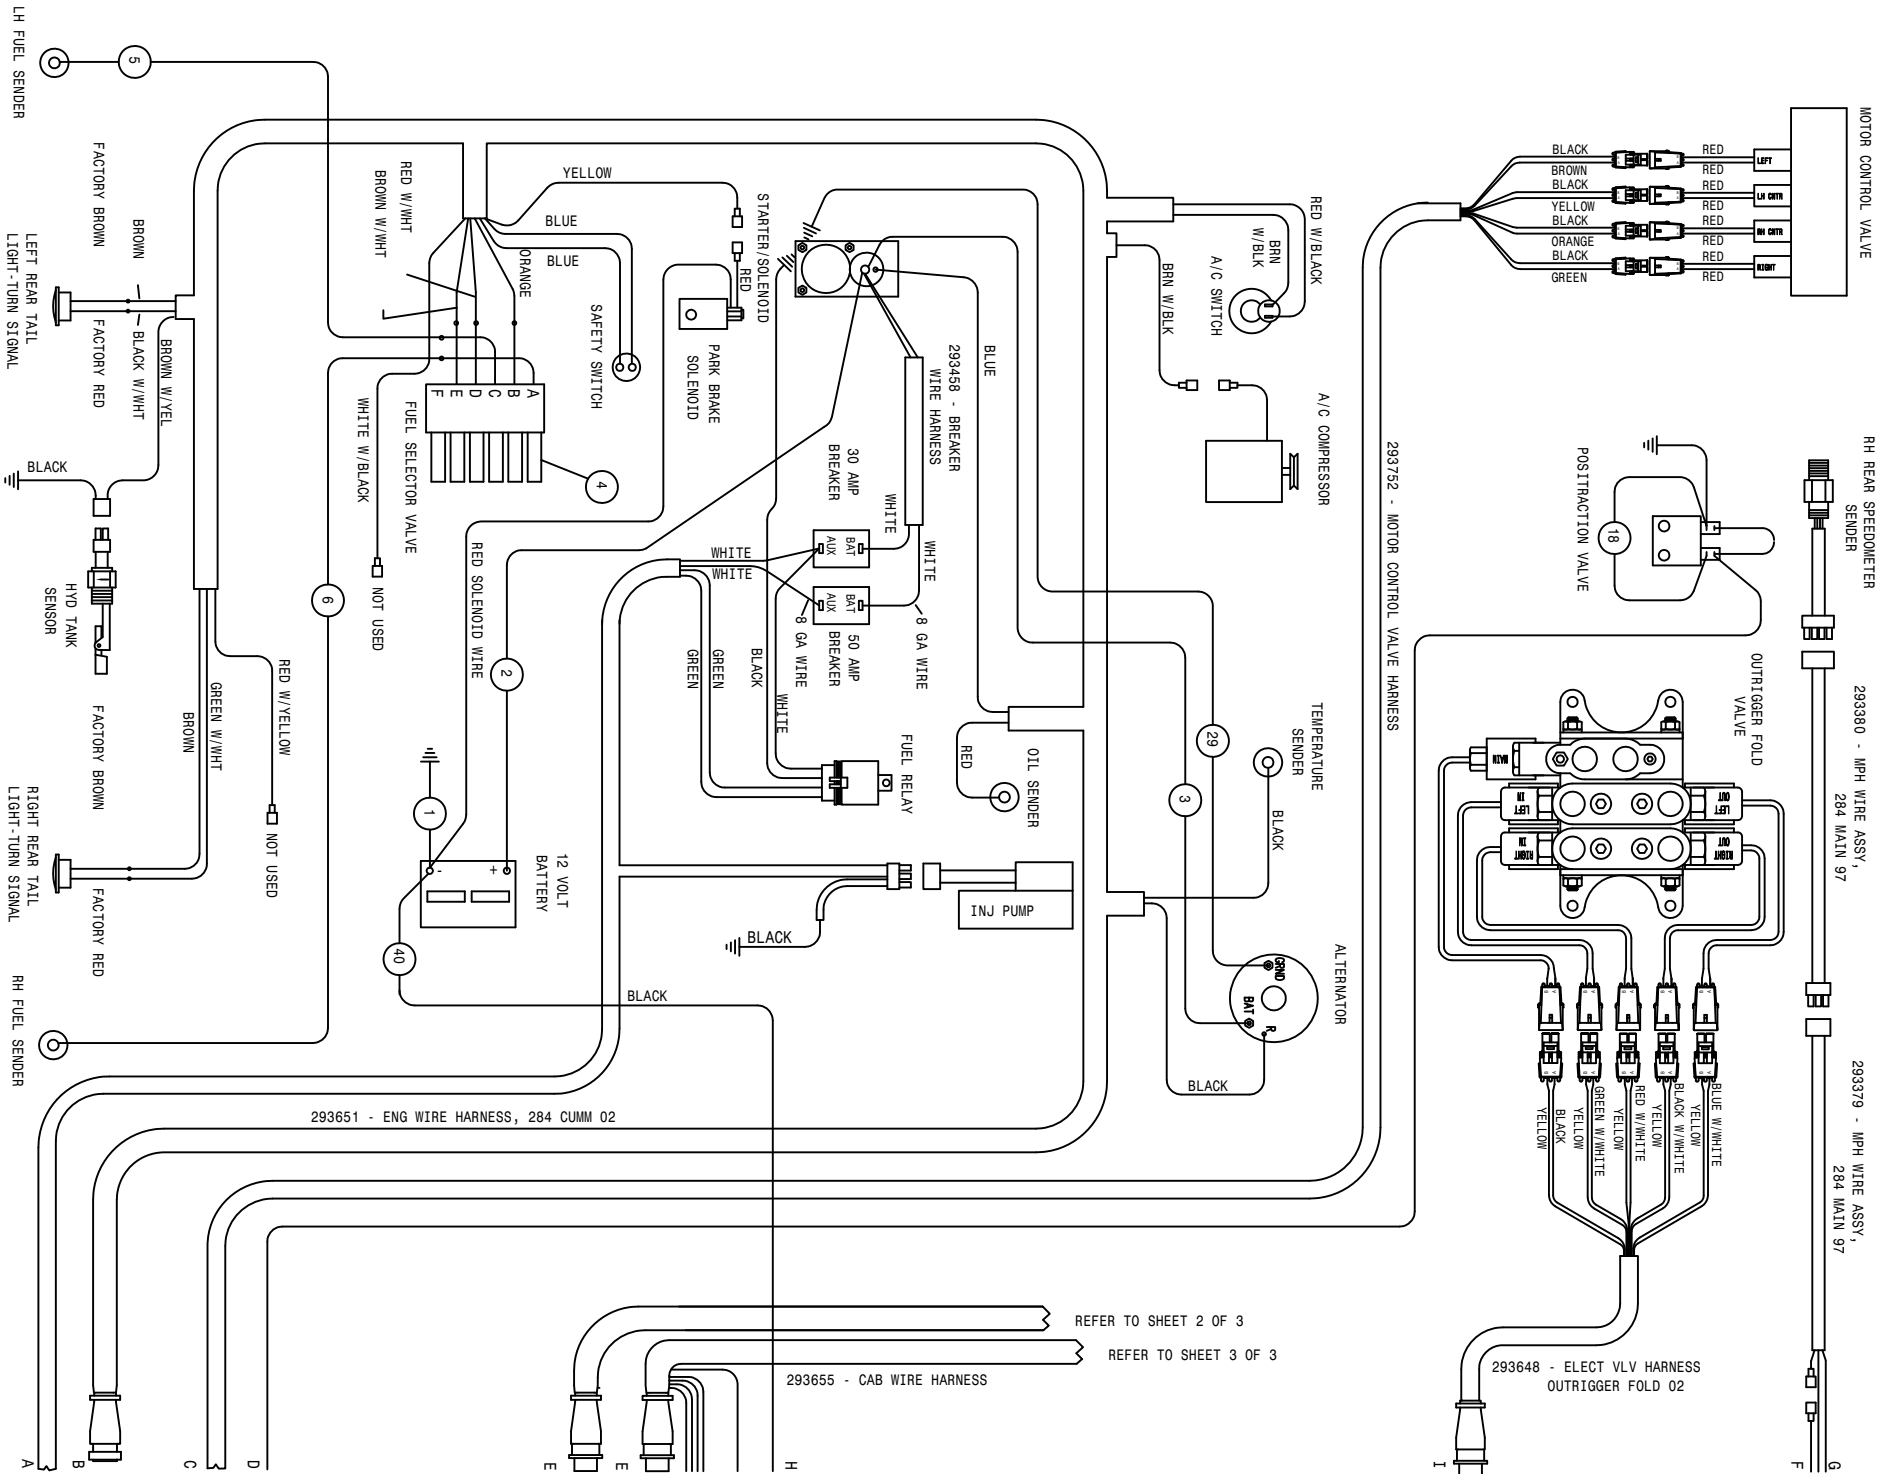 LH FUEL SENDER
5
FACTORY BROWN
BROWN
LEFT REAR TAIL
LIGHT-TURN SIGNAL
FACTORY RED
BLACK W/WHT
BROWN W/YEL
BLACK
HYD TANK
SENSOR
RED W/WHT
BROWN W/WHT
YELLOW
BLUE
BLUE
ORANGE
SAFETY SWITCH
STARTER/SOLENOID
RED
PARK BRAKE
SOLENOID
F
E
D
C
B
A
4
FUEL SELECTOR VALVE
WHITE W/BLACK
NOT USED
6
RED SOLENOID WIRE
2
293458 - BREAKER
WIRE HARNESS
BLUE
30 AMP
BREAKER
WHITE
WHITE
AUX
BAT
AUX
BAT
50 AMP
BREAKER
8 GA WIRE
8 GA WIRE
WHITE
WHITE
GREEN
GREEN
BLACK
WHITE
FUEL RELAY
RED
OIL SENDER
RED W/BLACK
BRN
W/BLK
A/C SWITCH
BRN W/BLK
A/C COMPRESSOR
MOTOR CONTROL VALVE
LEFT
LH CNTR
RH CNTR
RIGHT
BLACK
BROWN
BLACK
YELLOW
BLACK
ORANGE
BLACK
GREEN
RED
RED
RED
RED
RED
RED
RED
RED
293752 - MOTOR CONTROL VALVE HARNESS
POSITRACTION VALVE
18
RH REAR SPEEDOMETER
SENDER
293380 - MPH WIRE ASSY,
284 MAIN 97
OUTRIGGER FOLD
VALVE
MAIN
LEFT
IN
OUT
LEFT
RIGHT
IN
OUT
RIGHT
TEMPERATURE
SENDER
BLACK
29
3
ALTERNATOR
GRND
BAT
R
BLACK
INJ PUMP
BLACK
12 VOLT
BATTERY
-
+
1
40
BLACK
RED W/YELLOW
NOT USED
GREEN W/WHT
BROWN
FACTORY BROWN
RIGHT REAR TAIL
LIGHT-TURN SIGNAL
FACTORY RED
RH FUEL SENDER
293651 - ENG WIRE HARNESS, 284 CUMM 02
YELLOW
BLACK
YELLOW
GREEN W/WHITE
YELLOW
RED W/WHITE
YELLOW
BLACK W/WHITE
YELLOW
BLUE W/WHITE
293379 - MPH WIRE ASSY,
284 MAIN 97
REFER TO SHEET 2 OF 3
REFER TO SHEET 3 OF 3
293655 - CAB WIRE HARNESS
293648 - ELECT VLV HARNESS
OUTRIGGER FOLD 02
A
B
C
D
E
E
H
I
F
G